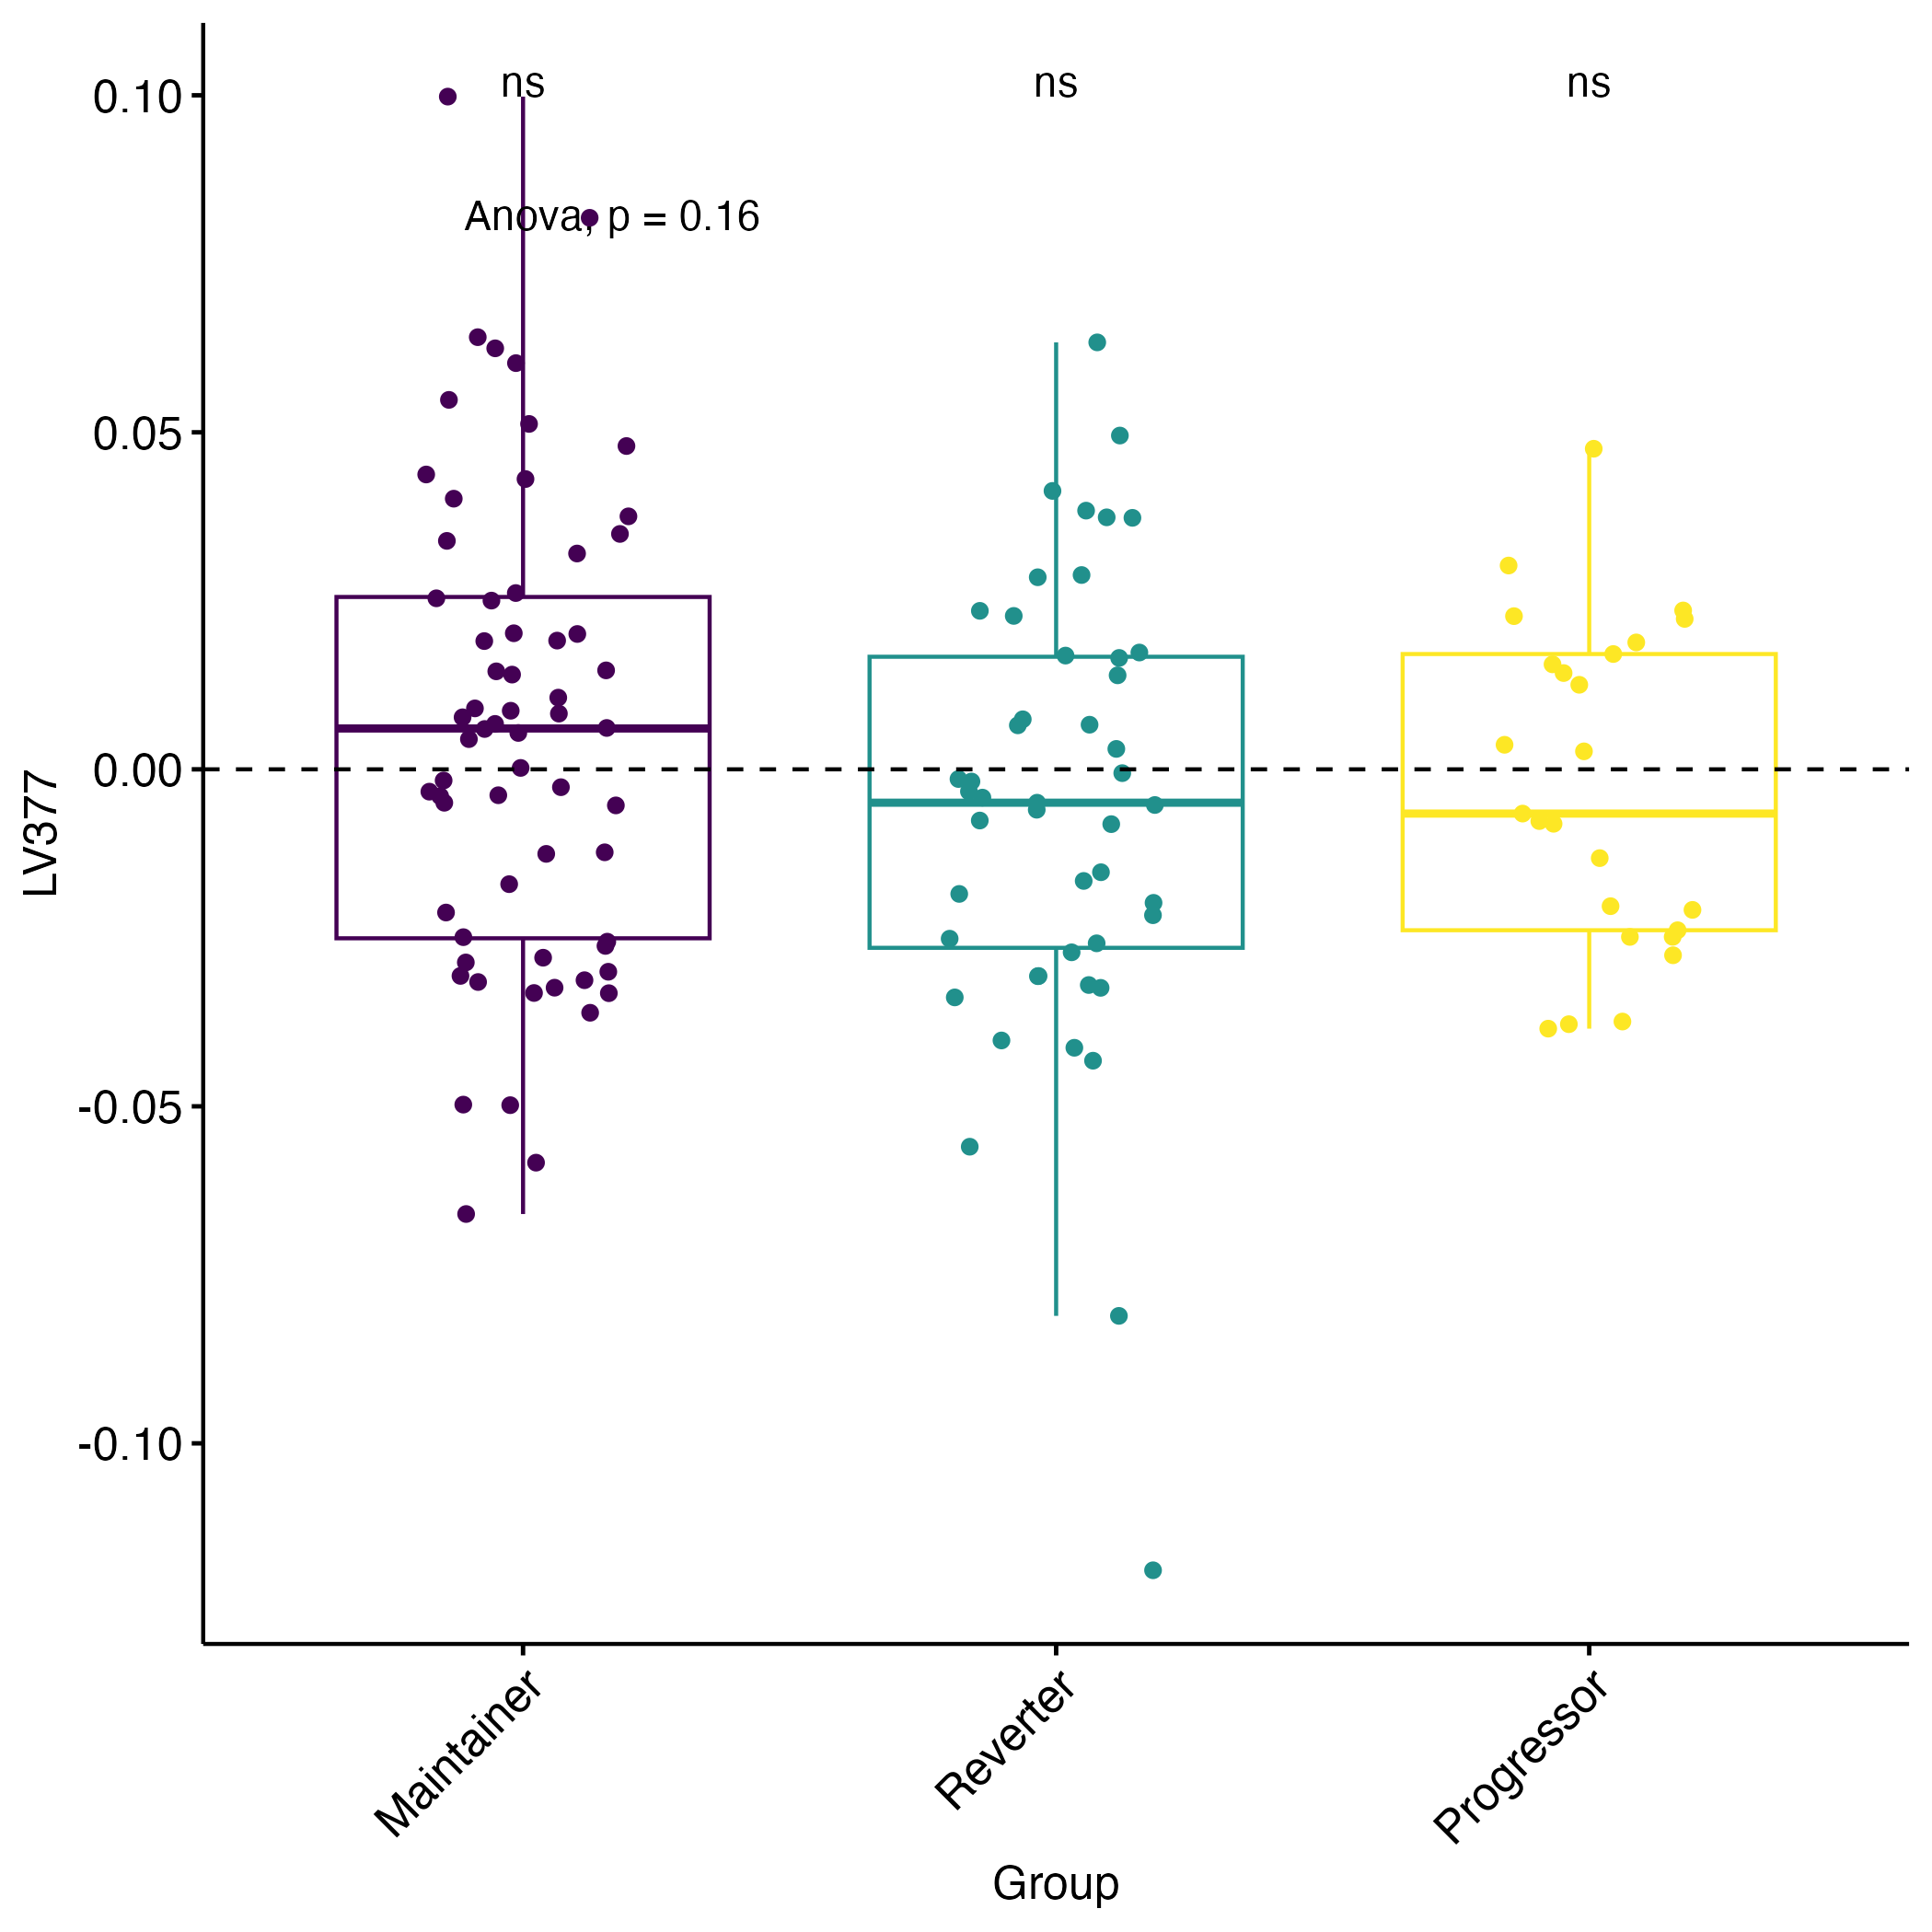 ns ns ns
Anova, p = 0.16
0.10
0.05
0.00
-0.05
-0.10
LV377
Maintainer
Reverter
Progressor
Group